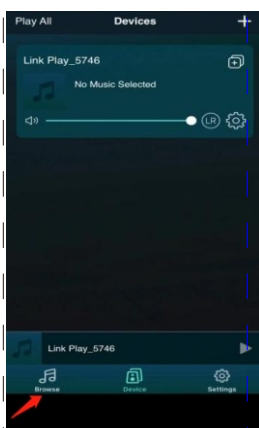 Play All Devices +
Link Play_5746
No Music Selected
LR
Link Play_5746
Browse Device Settings